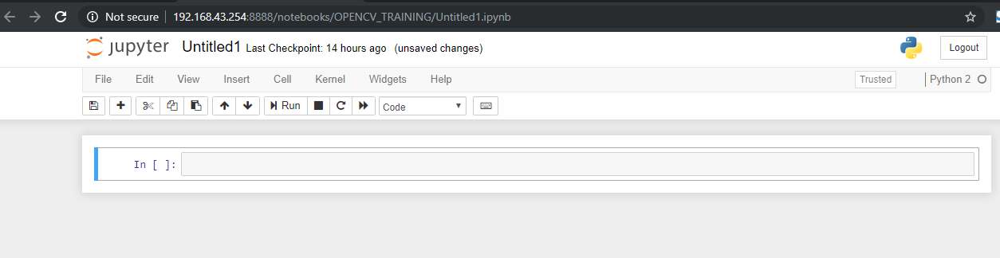 Not secure 192.168.43.254:8888/notebooks/OPENCV_TRAINING/Untitled1.ipynb
jupyter Untitled1 Last Checkpoint: 14 hours ago (unsaved changes) Logout
File Edit View Insert Cell Kernel Widgets Help Trusted Python 2
Run Code
In [ ]: